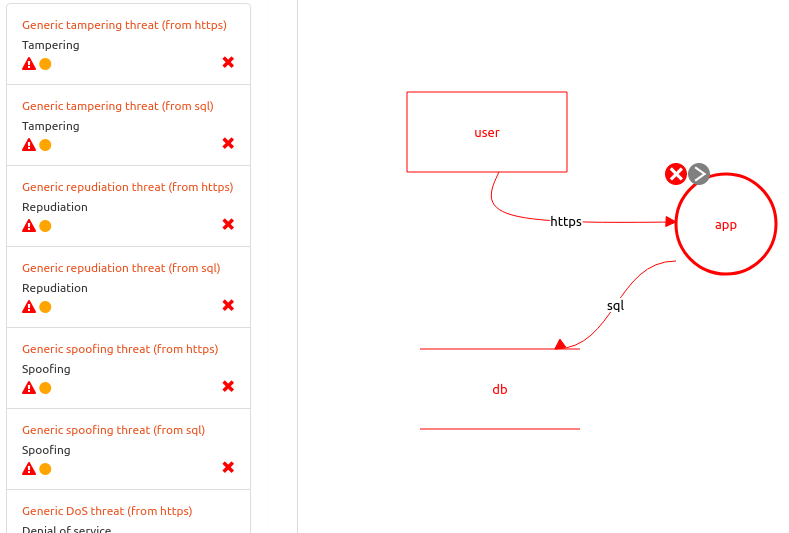 Generic tampering threat (from https)
Tampering
Generic tampering threat (from sql)
Tampering
Generic repudiation threat (from https)
Repudiation
Generic repudiation threat (from sql)
Repudiation
Generic spoofing threat (from https)
Spoofing
Generic spoofing threat (from sql)
Spoofing
Generic DoS threat (from https)
Denial of service
user
https
app
sql
db